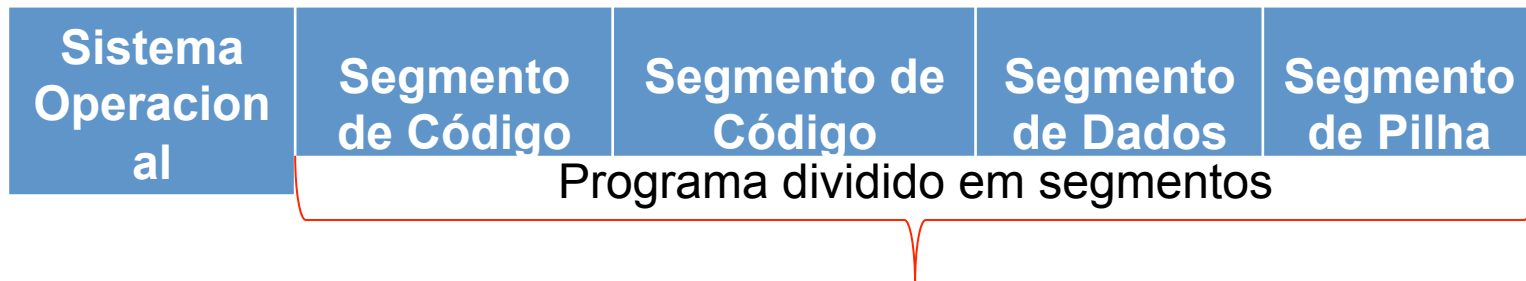 Sistema
Operacion
al
Segmento
de Código
Segmento de
Código
Segmento
de Dados
Segmento
de Pilha
Programa dividido em segmentos